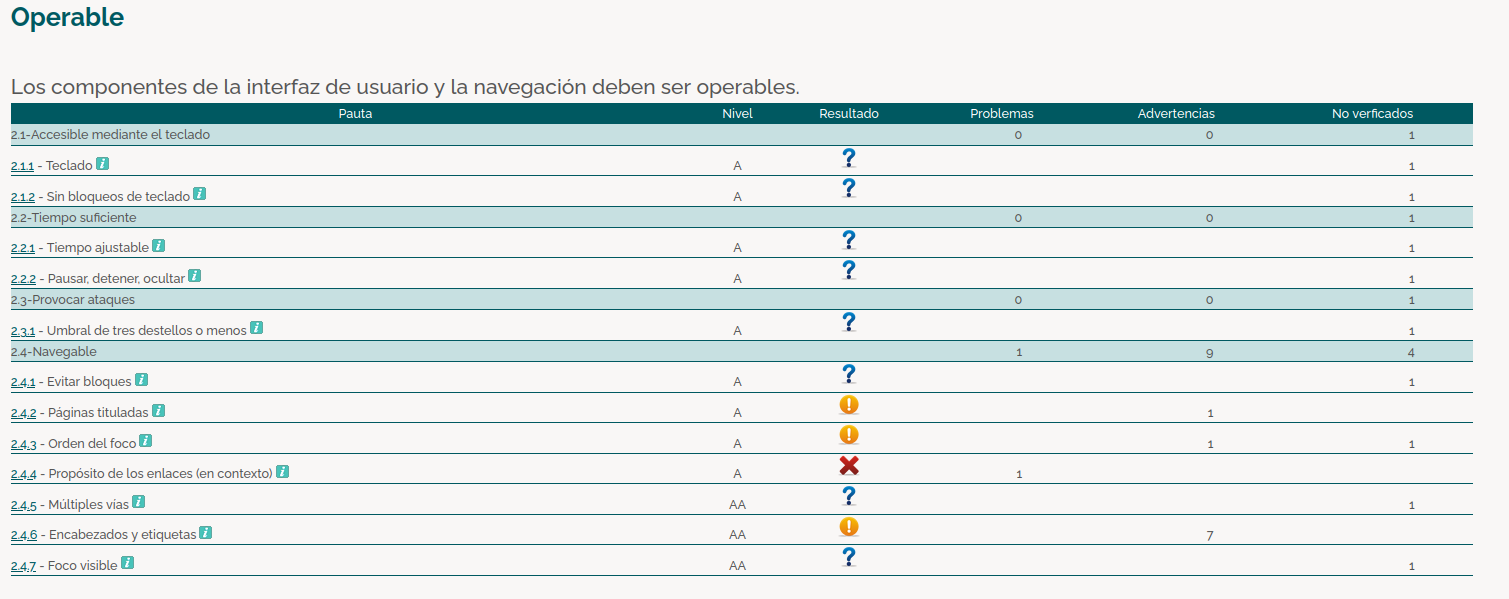 Operable
Los componentes de la interfaz de usuario y la navegación deben ser operables.
Pauta Nivel Resultado Problemas Advertencias No verficados
2.1-Accesible mediante el teclado 0 0 1
2.1.1 - Teclado i A ? 1
2.1.2 - Sin bloqueos de teclado i A ? 1
2.2-Tiempo suficiente 0 0 1
2.2.1 - Tiempo ajustable i A ? 1
2.2.2 - Pausar, detener, ocultar i A ? 1
2.3-Provocar ataques 0 0 1
2.3.1 - Umbral de tres destellos o menos i A ? 1
2.4-Navegable 1 9 4
2.4.1 - Evitar bloques i A ? 1
2.4.2 - Páginas tituladas i A ! 1
2.4.3 - Orden del foco i A ! 1 1
2.4.4 - Propósito de los enlaces (en contexto) i A 1
2.4.5 - Múltiples vías i AA ? 1
2.4.6 - Encabezados y etiquetas i AA ! 7
2.4.7 - Foco visible i AA ? 1